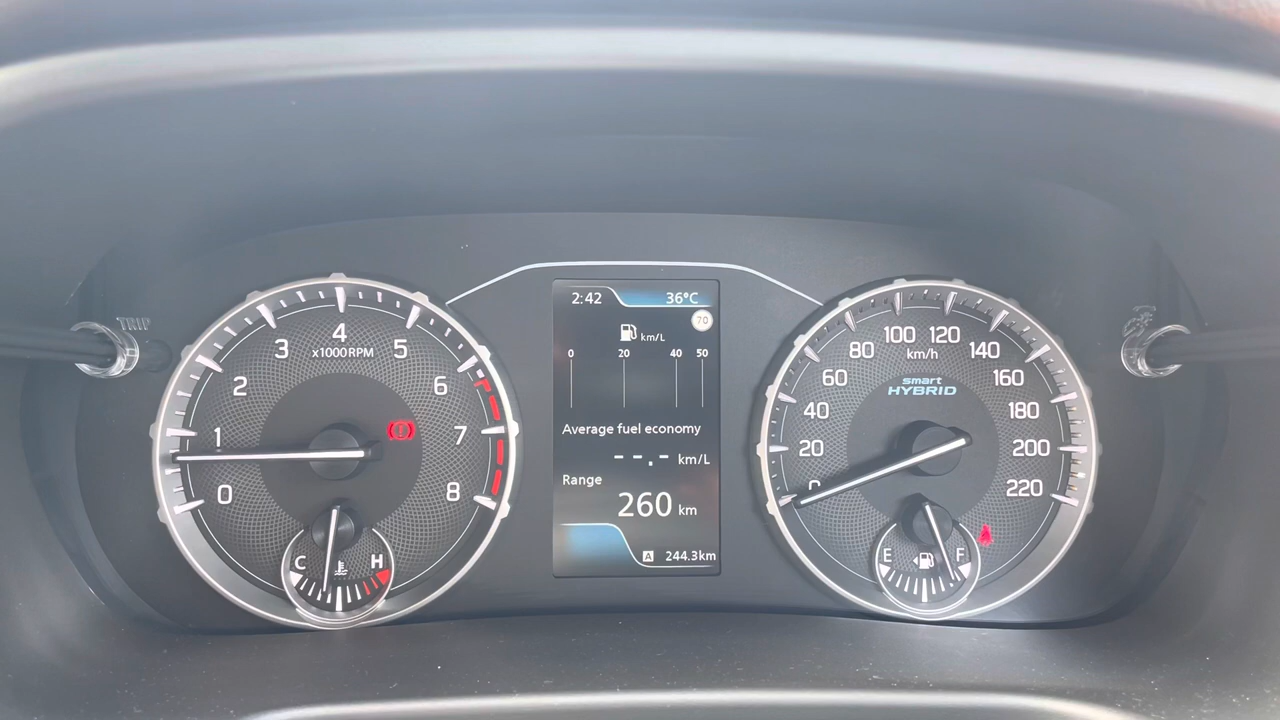 TRIP
0
1
2
3
4
5
6
7
8
x1000RPM
C
H
2:42
36°C
70
km/L
0 20 40 50
Average fuel economy
--.- km/L
Range
260 km
A 244.3km
0
20
40
60
80
100
120
140
160
180
200
220
km/h
smart
HYBRID
E
F